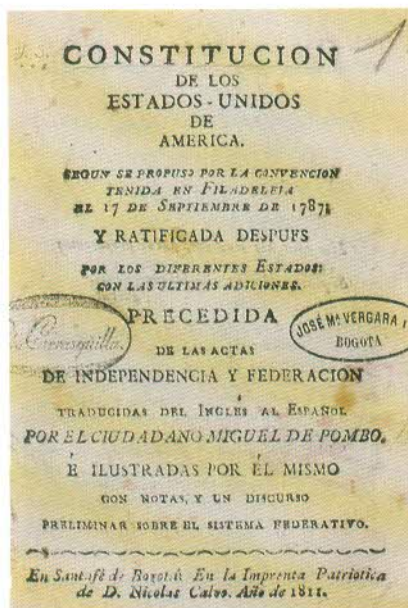 1
CONSTITUCION
DE LOS
ESTADOS-UNIDOS
DE
AMERICA.
SEGUN SE PROPUSO POR LA CONVENCION
TENIDA EN FILADELFIA
EL 17 DE SEPTIEMBRE DE 1787;
Y RATIFICADA DESPUES
POR LOS DIFERENTES ESTADOS:
CON LAS ULTIMAS ADICIONES.
PRECEDIDA
Carrasquilla
JOSÉ Mª VERGARA
BOGOTA
DE LAS ACTAS
DE INDEPENDENCIA Y FEDERACION
TRADUCIDAS DEL INGLES AL ESPAÑOL
POR EL CIUDADANO MIGUEL DE POMBO.
É ILUSTRADAS POR ÉL MISMO
CON NOTAS, Y UN DISCURSO
PRELIMINAR SOBRE EL SISTEMA FEDERATIVO.
En Santafé de Bogotá: En la Imprenta Patriotica
de D. Nicolas Calvo. Año de 1811.